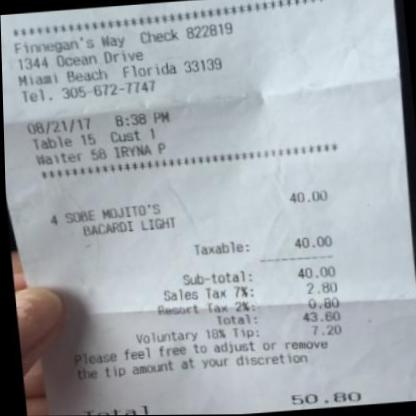 ************************************
Finnegan's Way Check 822819
1344 Ocean Drive
Miami Beach Florida 33139
Tel. 305-672-7747
08/21/17 8:38 PM
Table 15 Cust 1
Waiter 58 IRYNA P
************************************
4 SOBE MOJITO'S 40.00
BACARDI LIGHT
Taxable: 40.00
------------
Sub-total: 40.00
Sales Tax 7%: 2.80
Resort Tax 2%: 0.80
Total: 43.60
Voluntary 18% Tip: 7.20
Please feel free to adjust or remove
the tip amount at your discretion
Total 50.80